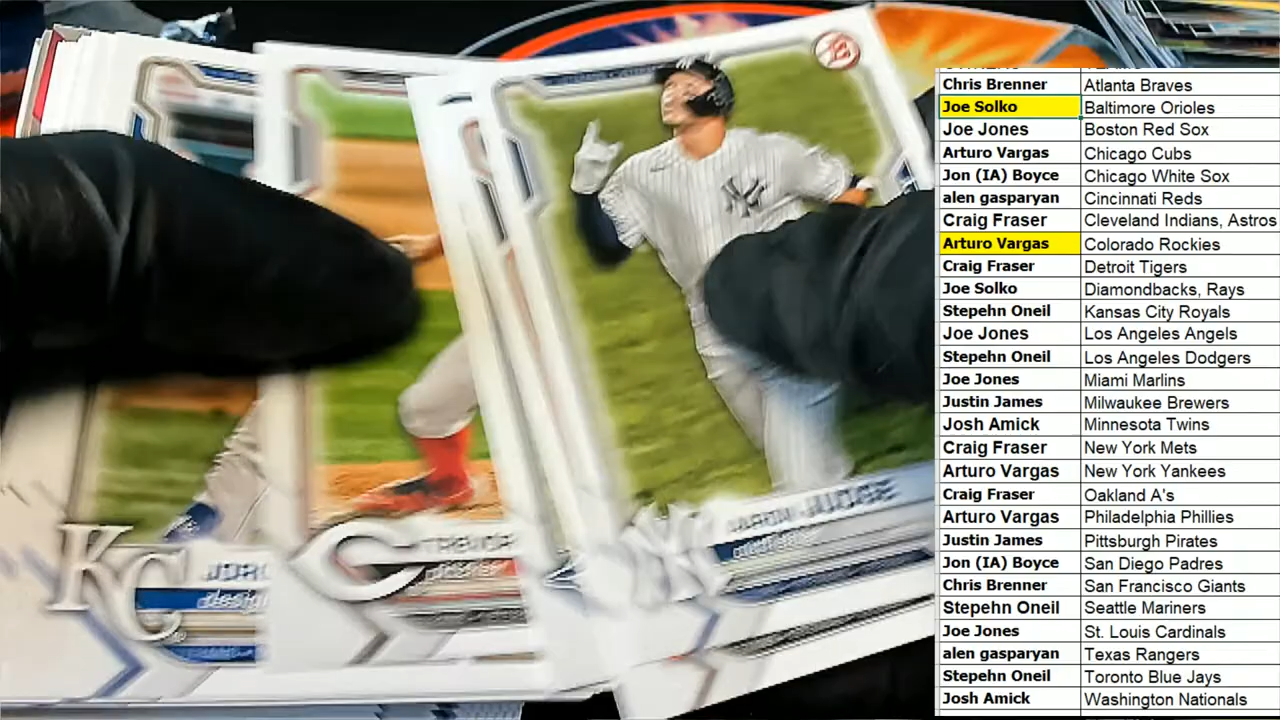 Chris Brenner Atlanta Braves
Joe Solko Baltimore Orioles
Joe Jones Boston Red Sox
Arturo Vargas Chicago Cubs
Jon (IA) Boyce Chicago White Sox
alen gasparyan Cincinnati Reds
Craig Fraser Cleveland Indians, Astros
Arturo Vargas Colorado Rockies
Craig Fraser Detroit Tigers
Joe Solko Diamondbacks, Rays
Stepehn Oneil Kansas City Royals
Joe Jones Los Angeles Angels
Stepehn Oneil Los Angeles Dodgers
Joe Jones Miami Marlins
Justin James Milwaukee Brewers
Josh Amick Minnesota Twins
Craig Fraser New York Mets
Arturo Vargas New York Yankees
Craig Fraser Oakland A's
Arturo Vargas Philadelphia Phillies
Justin James Pittsburgh Pirates
Jon (IA) Boyce San Diego Padres
Chris Brenner San Francisco Giants
Stepehn Oneil Seattle Mariners
Joe Jones St. Louis Cardinals
alen gasparyan Texas Rangers
Stepehn Oneil Toronto Blue Jays
Josh Amick Washington Nationals
KC
C
NY
NY
AARON JUDGE